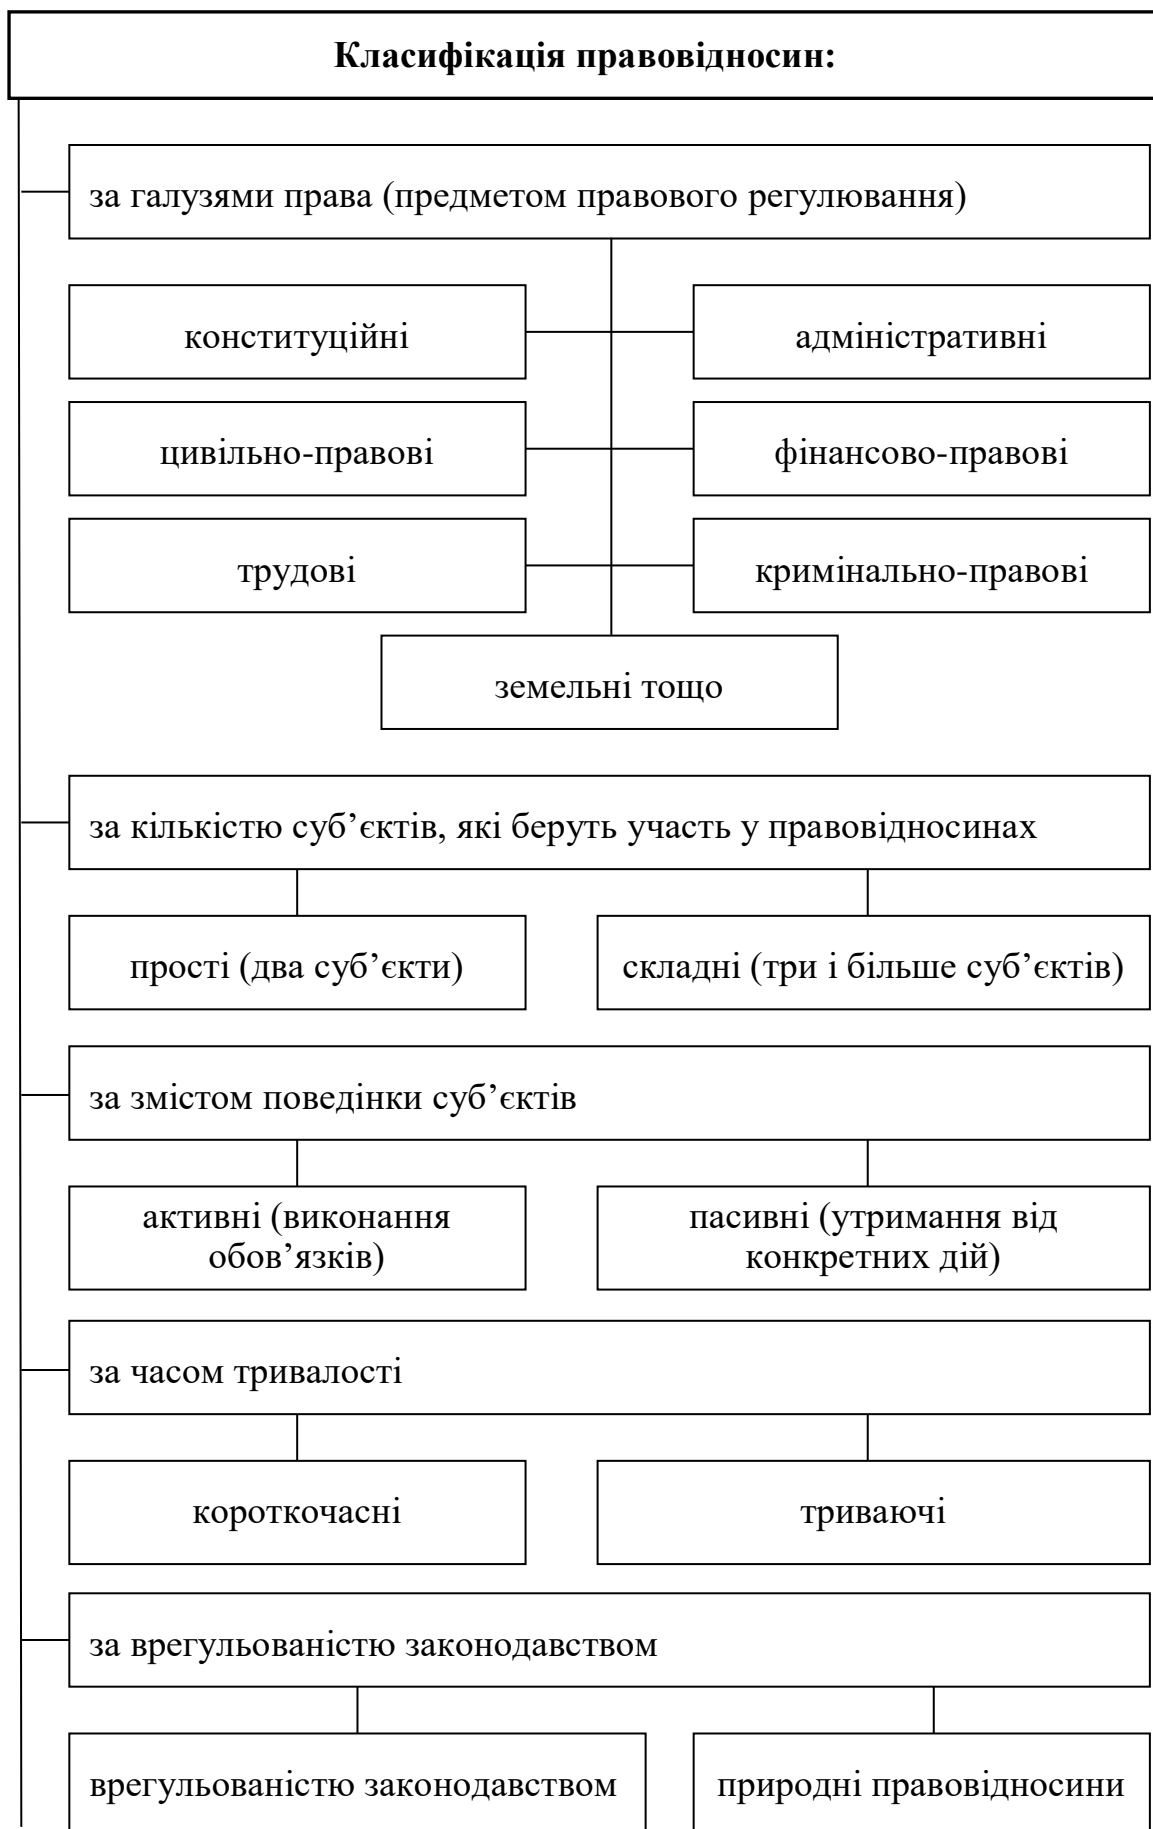 Класифікація правовідносин:
за галузями права (предметом правового регулювання)
конституційні
адміністративні
цивільно-правові
фінансово-правові
трудові
кримінально-правові
земельні тощо
за кількістю суб’єктів, які беруть участь у правовідносинах
прості (два суб’єкти)
складні (три і більше суб’єктів)
за змістом поведінки суб’єктів
активні (виконання
обов’язків)
пасивні (утримання від
конкретних дій)
за часом тривалості
короткочасні
триваючі
за врегульованістю законодавством
врегульованістю законодавством
природні правовідносини